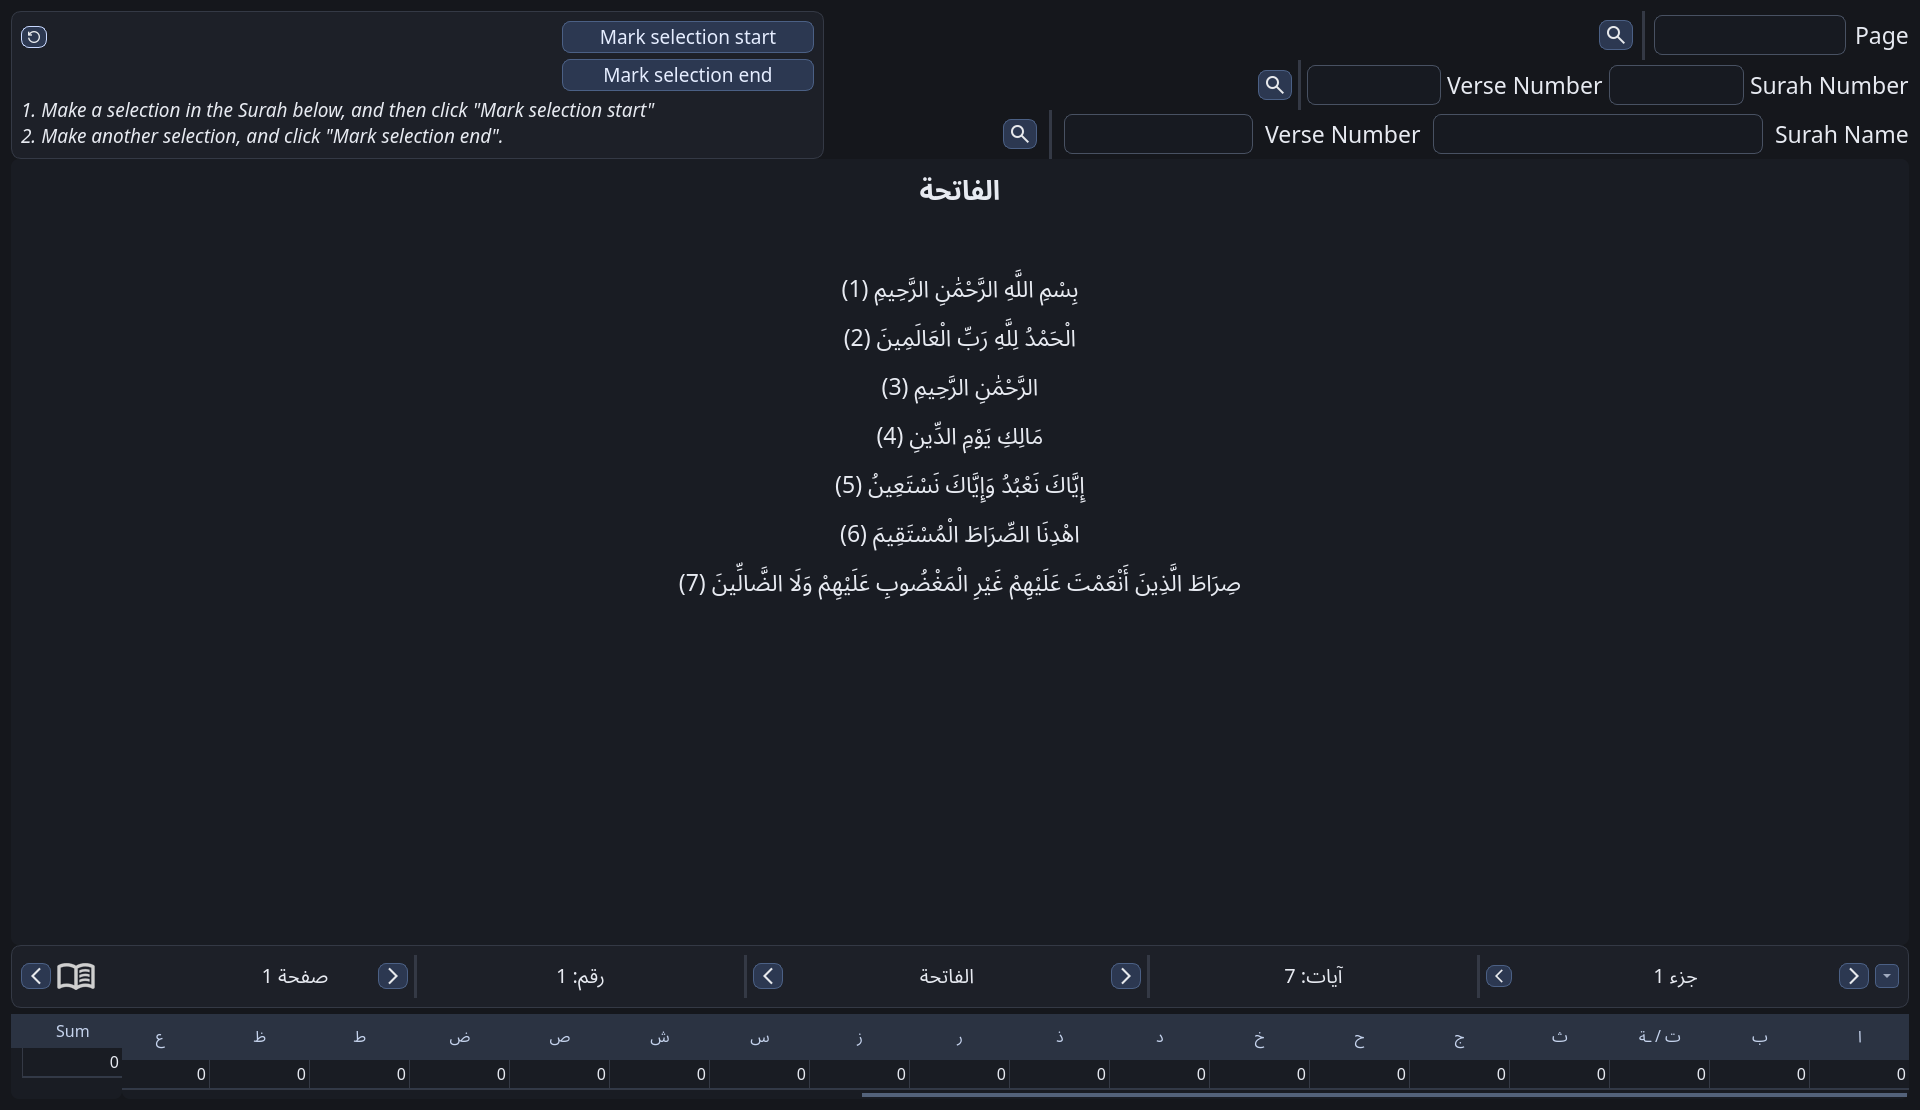 Mark selection start
Mark selection end
1. Make a selection in the Surah below, and then click "Mark selection start"
2. Make another selection, and click "Mark selection end".
Page
Surah Number
Verse Number
Surah Name
Verse Number
الفاتحة
بِسْمِ اللَّهِ الرَّحْمَٰنِ الرَّحِيمِ (1)
الْحَمْدُ لِلَّهِ رَبِّ الْعَالَمِينَ (2)
الرَّحْمَٰنِ الرَّحِيمِ (3)
مَالِكِ يَوْمِ الدِّينِ (4)
إِيَّاكَ نَعْبُدُ وَإِيَّاكَ نَسْتَعِينُ (5)
اهْدِنَا الصِّرَاطَ الْمُسْتَقِيمَ (6)
صِرَاطَ الَّذِينَ أَنْعَمْتَ عَلَيْهِمْ غَيْرِ الْمَغْضُوبِ عَلَيْهِمْ وَلَا الضَّالِّينَ (7)
جزء 1
آيات: 7
الفاتحة
رقم: 1
صفحة 1
ا ب ت / ـة ث ج ح خ د ذ ر ز س ش ص ض ط ظ ع
0 0 0 0 0 0 0 0 0 0 0 0 0 0 0 0 0 0
Sum
0